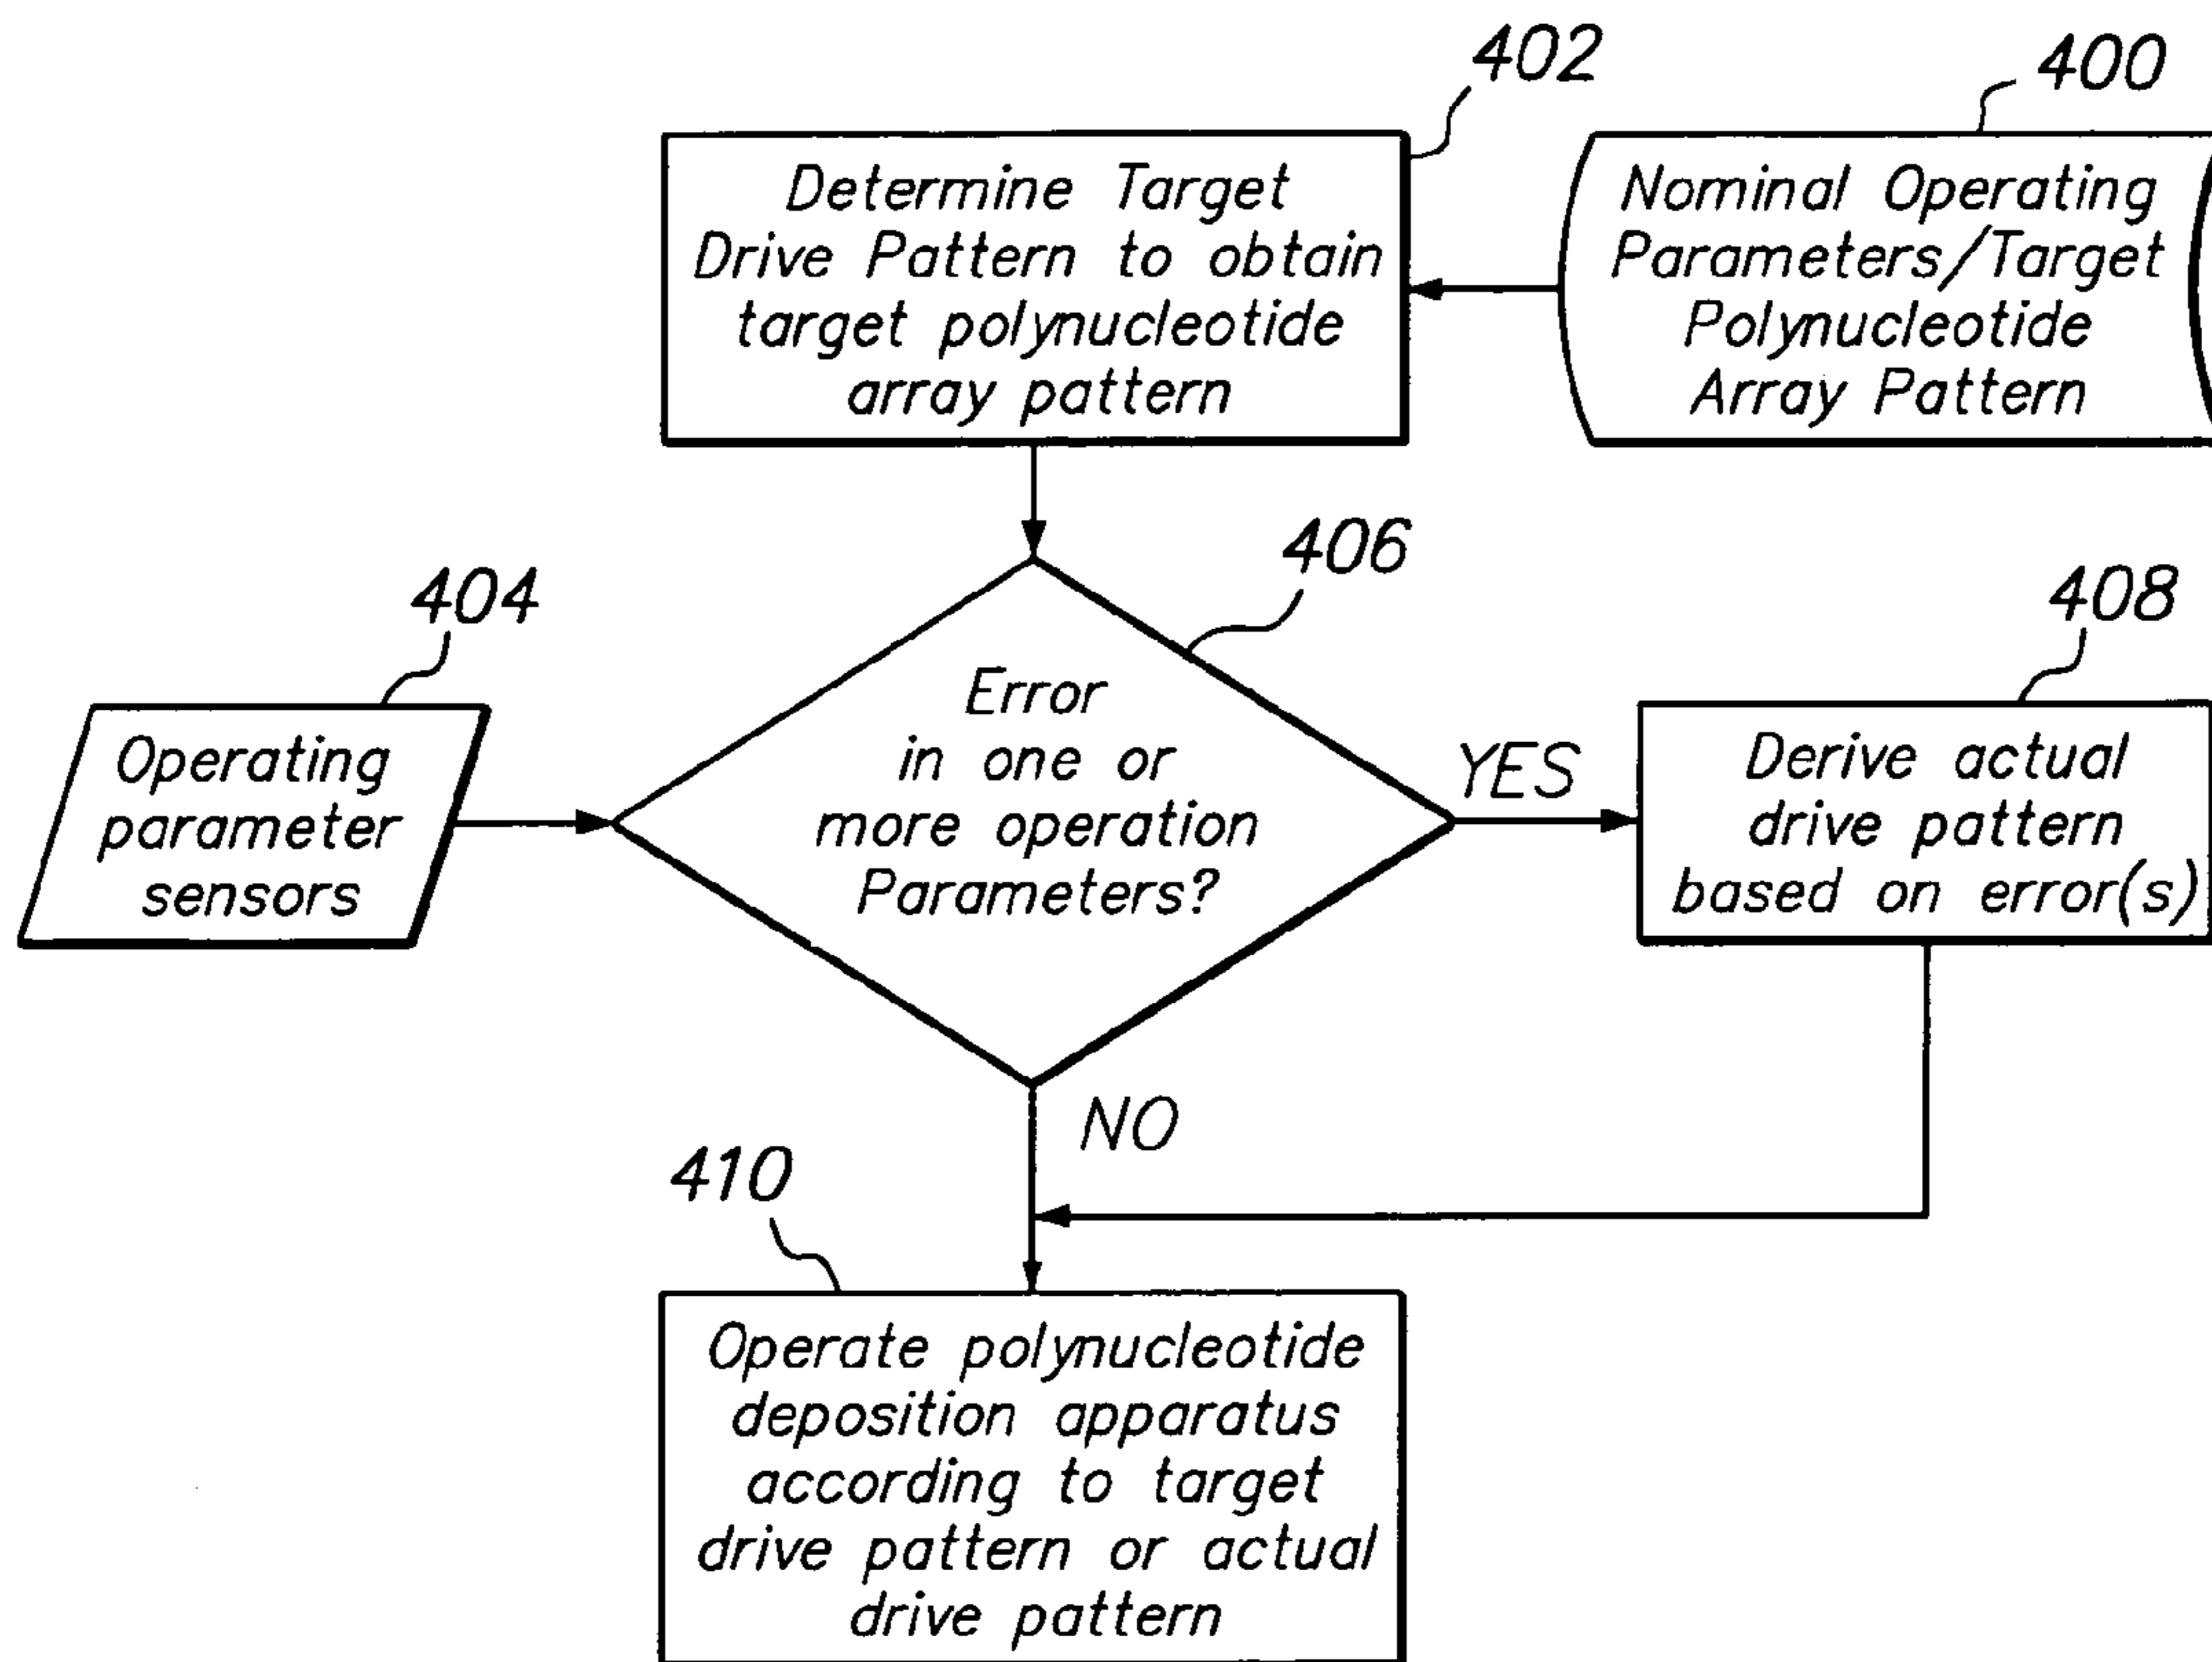 402
400
Determine Target
Drive Pattern to obtain
target polynucleotide
array pattern
Nominal Operating
Parameters/Target
Polynucleotide
Array Pattern
406
404
408
Operating
parameter
sensors
Error
in one or
more operation
Parameters?
YES
Derive actual
drive pattern
based on error(s)
NO
410
Operate polynucleotide
deposition apparatus
according to target
drive pattern or actual
drive pattern